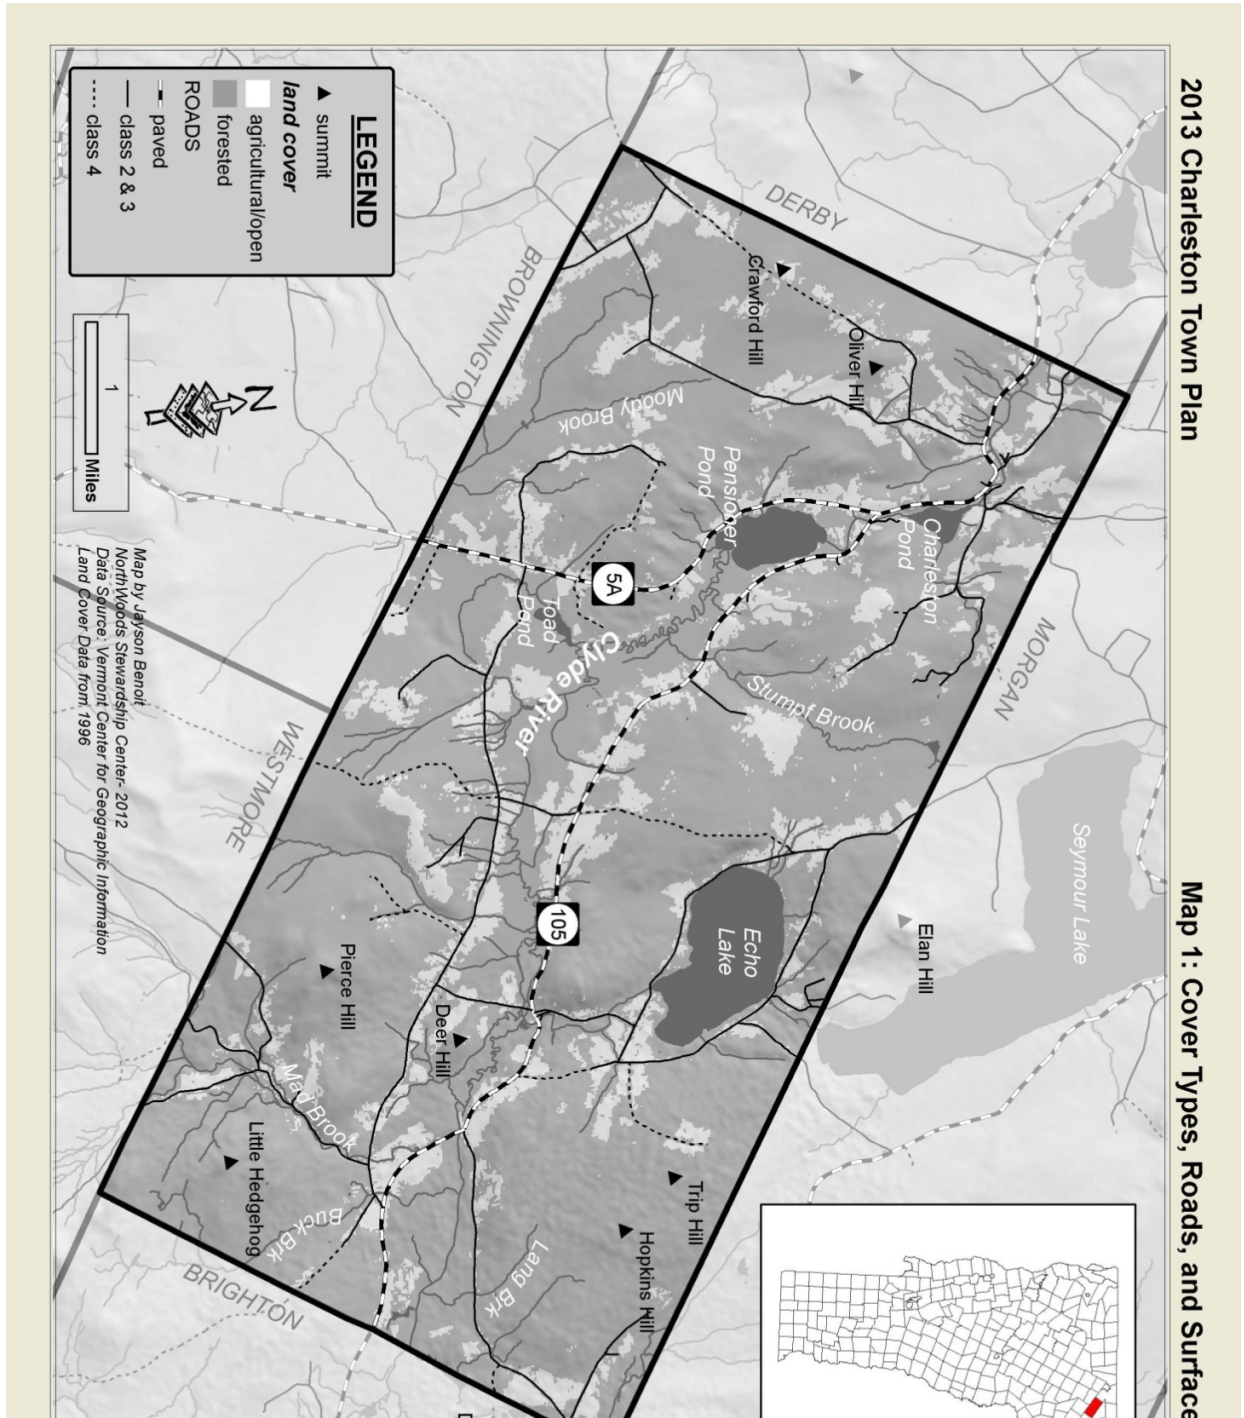 2013 Charleston Town Plan
Map 1: Cover Types, Roads, and Surface
LEGEND
summit
land cover
agricultural/open
forested
ROADS
paved
class 2 & 3
class 4
1
Miles
N
Map by Jayson Benoit
NorthWoods Stewardship Center- 2012
Data Source: Vermont Center for Geographic Information
Land Cover Data from 1996
DERBY
BROWNINGTON
MORGAN
WESTMORE
BRIGHTON
Crawford Hill
Oliver Hill
Moody Brook
Pensioner
Pond
Charleston
Pond
5A
Toad
Pond
Clyde River
Stumpf Brook
Seymour Lake
Elan Hill
Echo
Lake
105
Pierce Hill
Deer Hill
Mad Brook
Little Hedgehog
Buck Brk
Lang Brk
Trip Hill
Hopkins Hill